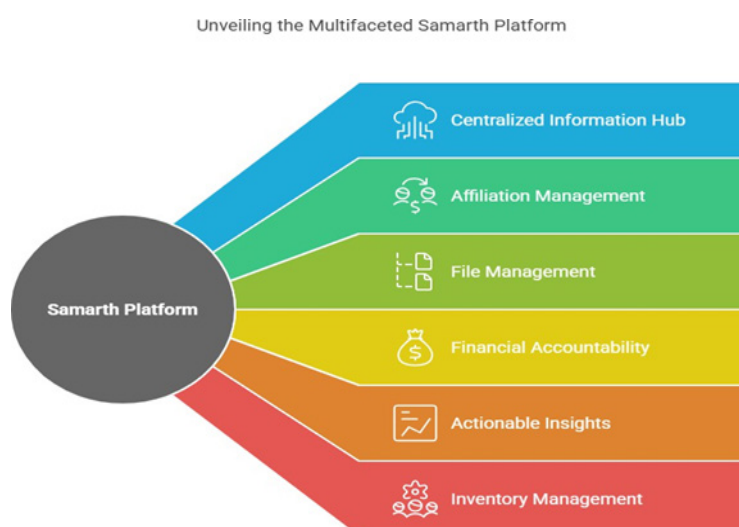 Unveiling the Multifaceted Samarth Platform
Centralized Information Hub
Affiliation Management
File Management
Samarth Platform
Financial Accountability
Actionable Insights
Inventory Management